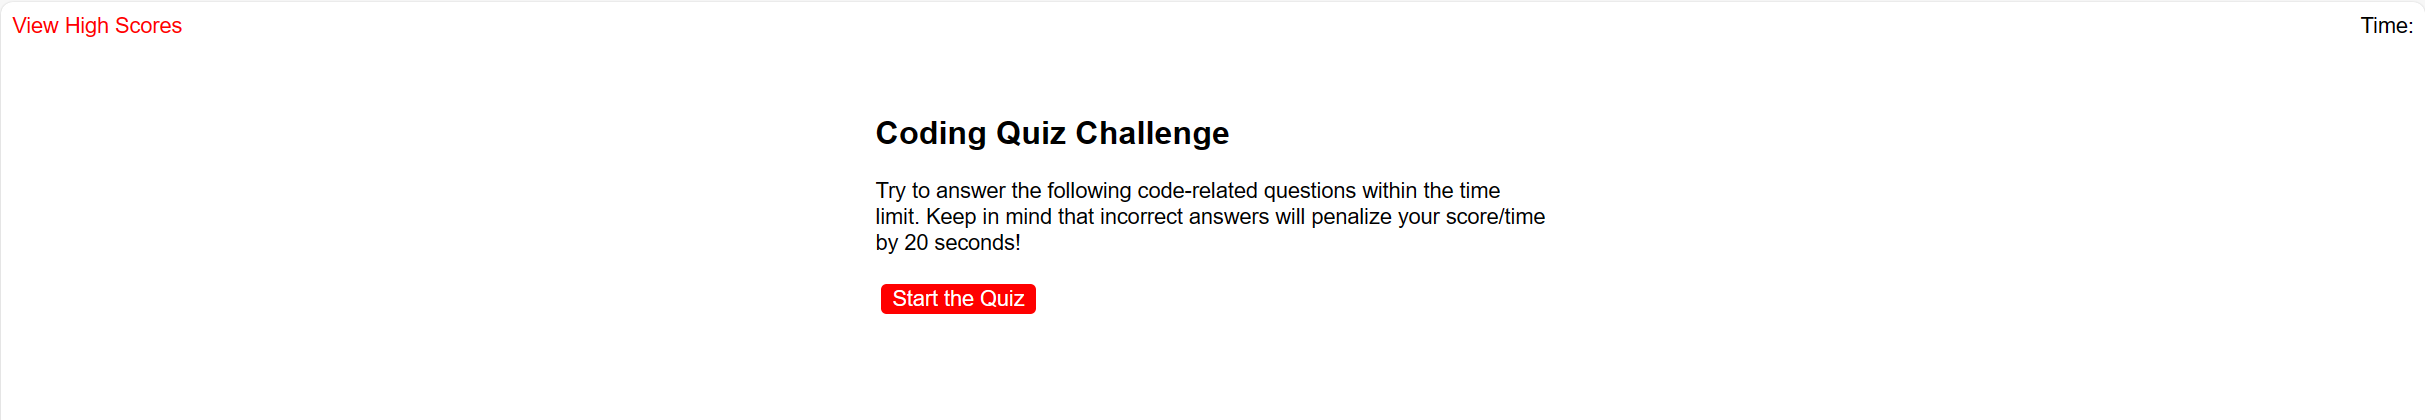 View High Scores
Time:
Coding Quiz Challenge
Try to answer the following code-related questions within the time
limit. Keep in mind that incorrect answers will penalize your score/time
by 20 seconds!
Start the Quiz